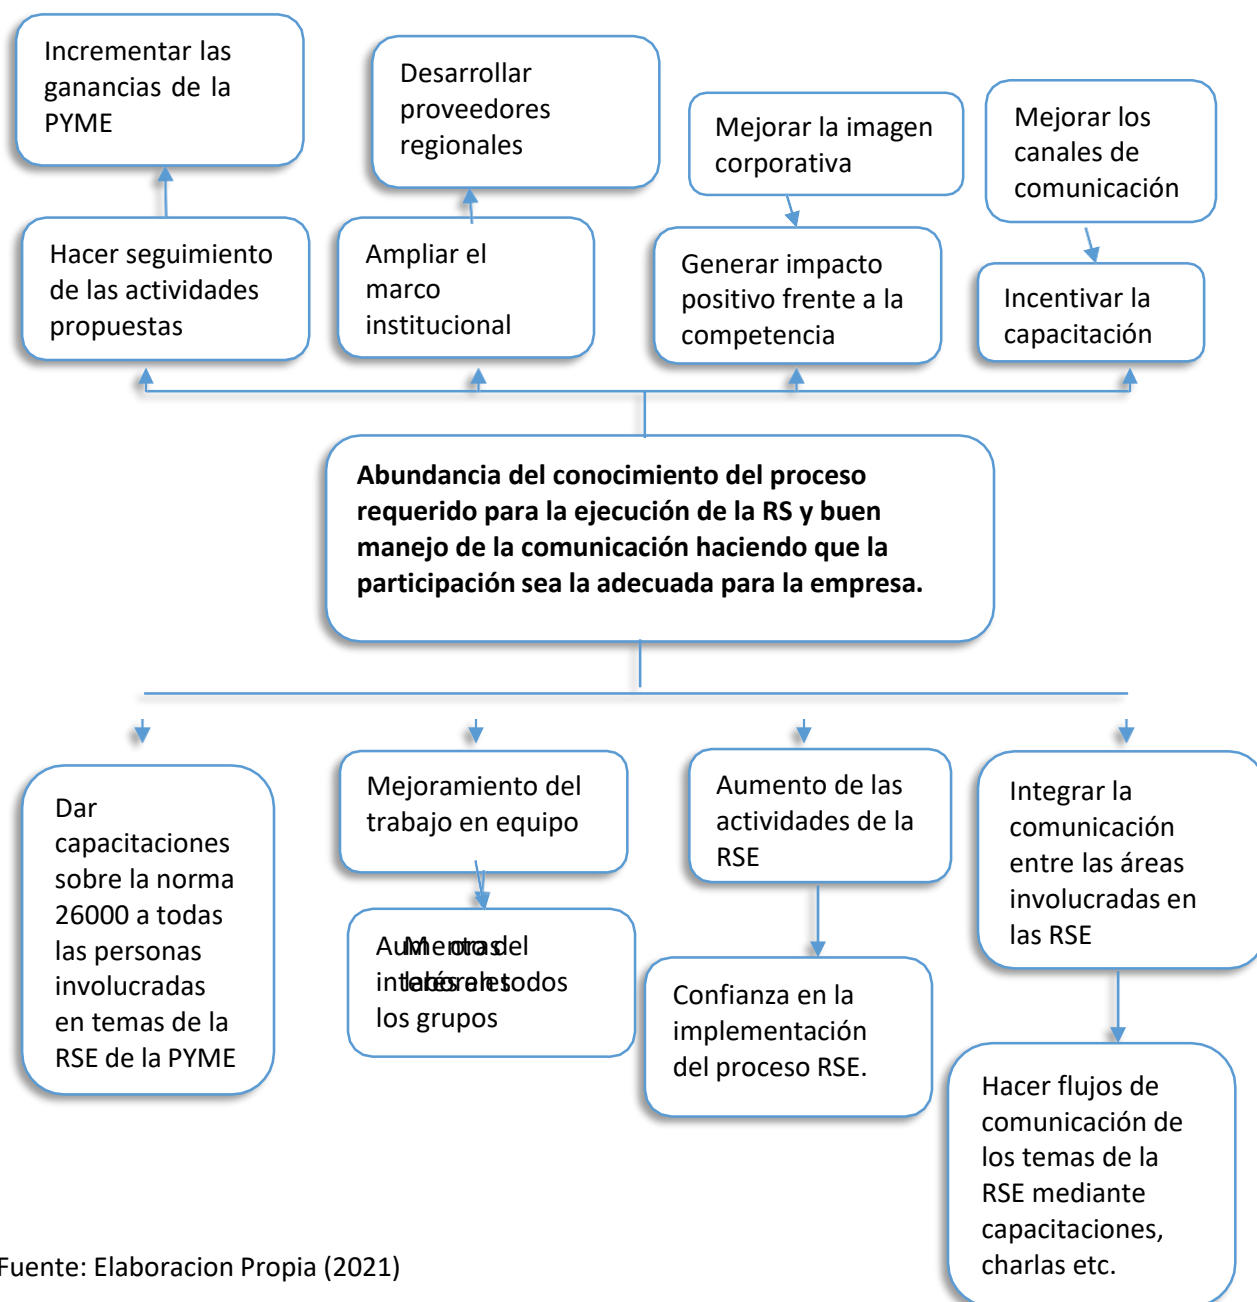 Incrementar las
ganancias de la
PYME
Desarrollar
proveedores
regionales
Mejorar la imagen
corporativa
Mejorar los
canales de
comunicación
Hacer seguimiento
de las actividades
propuestas
Ampliar el
marco
institucional
Generar impacto
positivo frente a la
competencia
Incentivar la
capacitación
Abundancia del conocimiento del proceso
requerido para la ejecución de la RS y buen
manejo de la comunicación haciendo que la
participación sea la adecuada para la empresa.
Dar
capacitaciones
sobre la norma
26000 a todas
las personas
involucradas
en temas de la
RSE de la PYME
Mejoramiento del
trabajo en equipo
Aumento del
interés en todos
los grupos
Aumento de las
actividades de la
RSE
Confianza en la
implementación
del proceso RSE.
Integrar la
comunicación
entre las áreas
involucradas en
las RSE
Hacer flujos de
comunicación de
los temas de la
RSE mediante
capacitaciones,
charlas etc.
Fuente: Elaboracion Propia (2021)